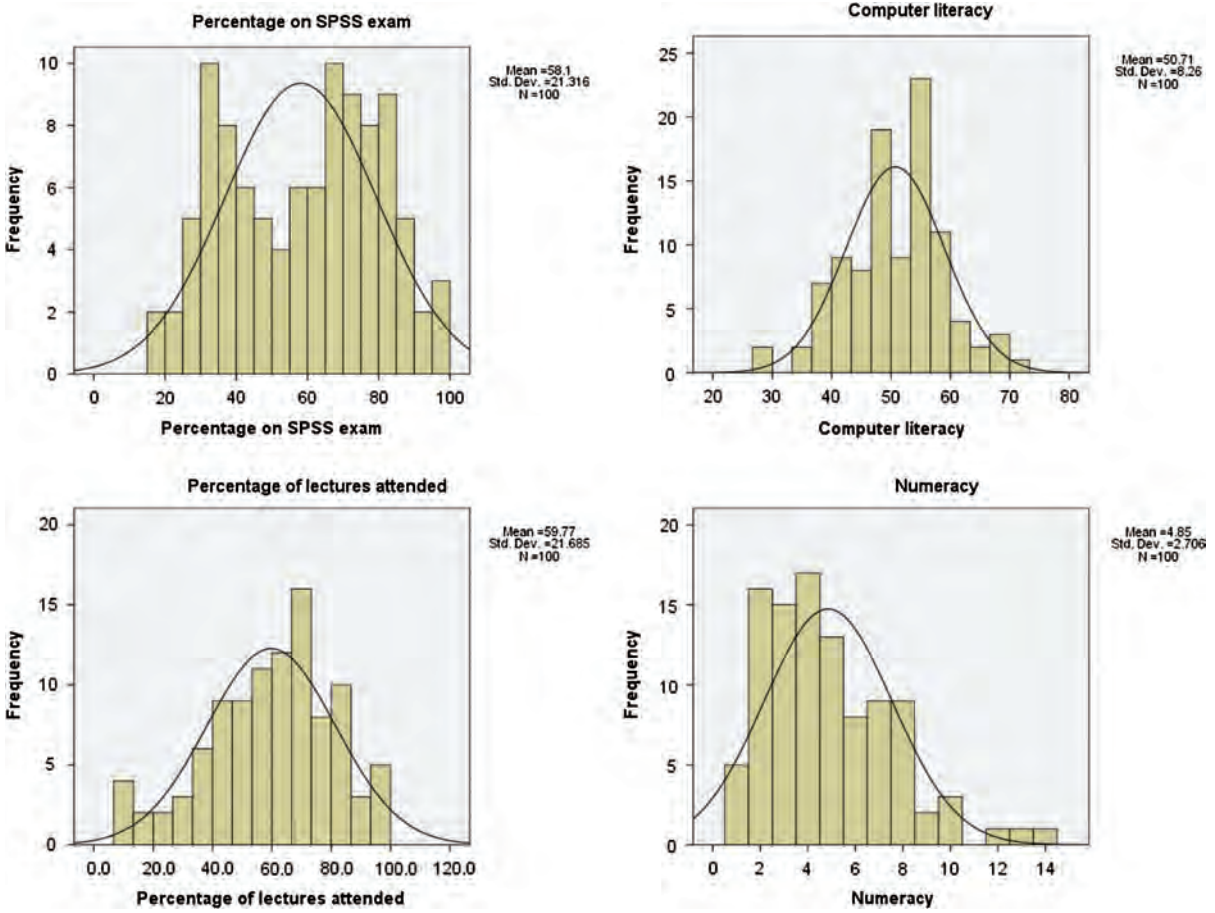 Percentage on SPSS exam
10
8
6
4
2
0
Frequency
0
20
40
60
80
100
Percentage on SPSS exam
Mean =58.1
Std. Dev. =21.316
N =100
Computer literacy
25
20
15
10
5
0
Frequency
20
30
40
50
60
70
80
Computer literacy
Mean =50.71
Std. Dev. =8.26
N =100
Percentage of lectures attended
20
15
10
5
0
Frequency
0.0
20.0
40.0
60.0
80.0
100.0
120.0
Percentage of lectures attended
Mean =59.77
Std. Dev. =21.685
N =100
Numeracy
20
15
10
5
0
Frequency
0
2
4
6
8
10
12
14
Numeracy
Mean =4.85
Std. Dev. =2.706
N =100